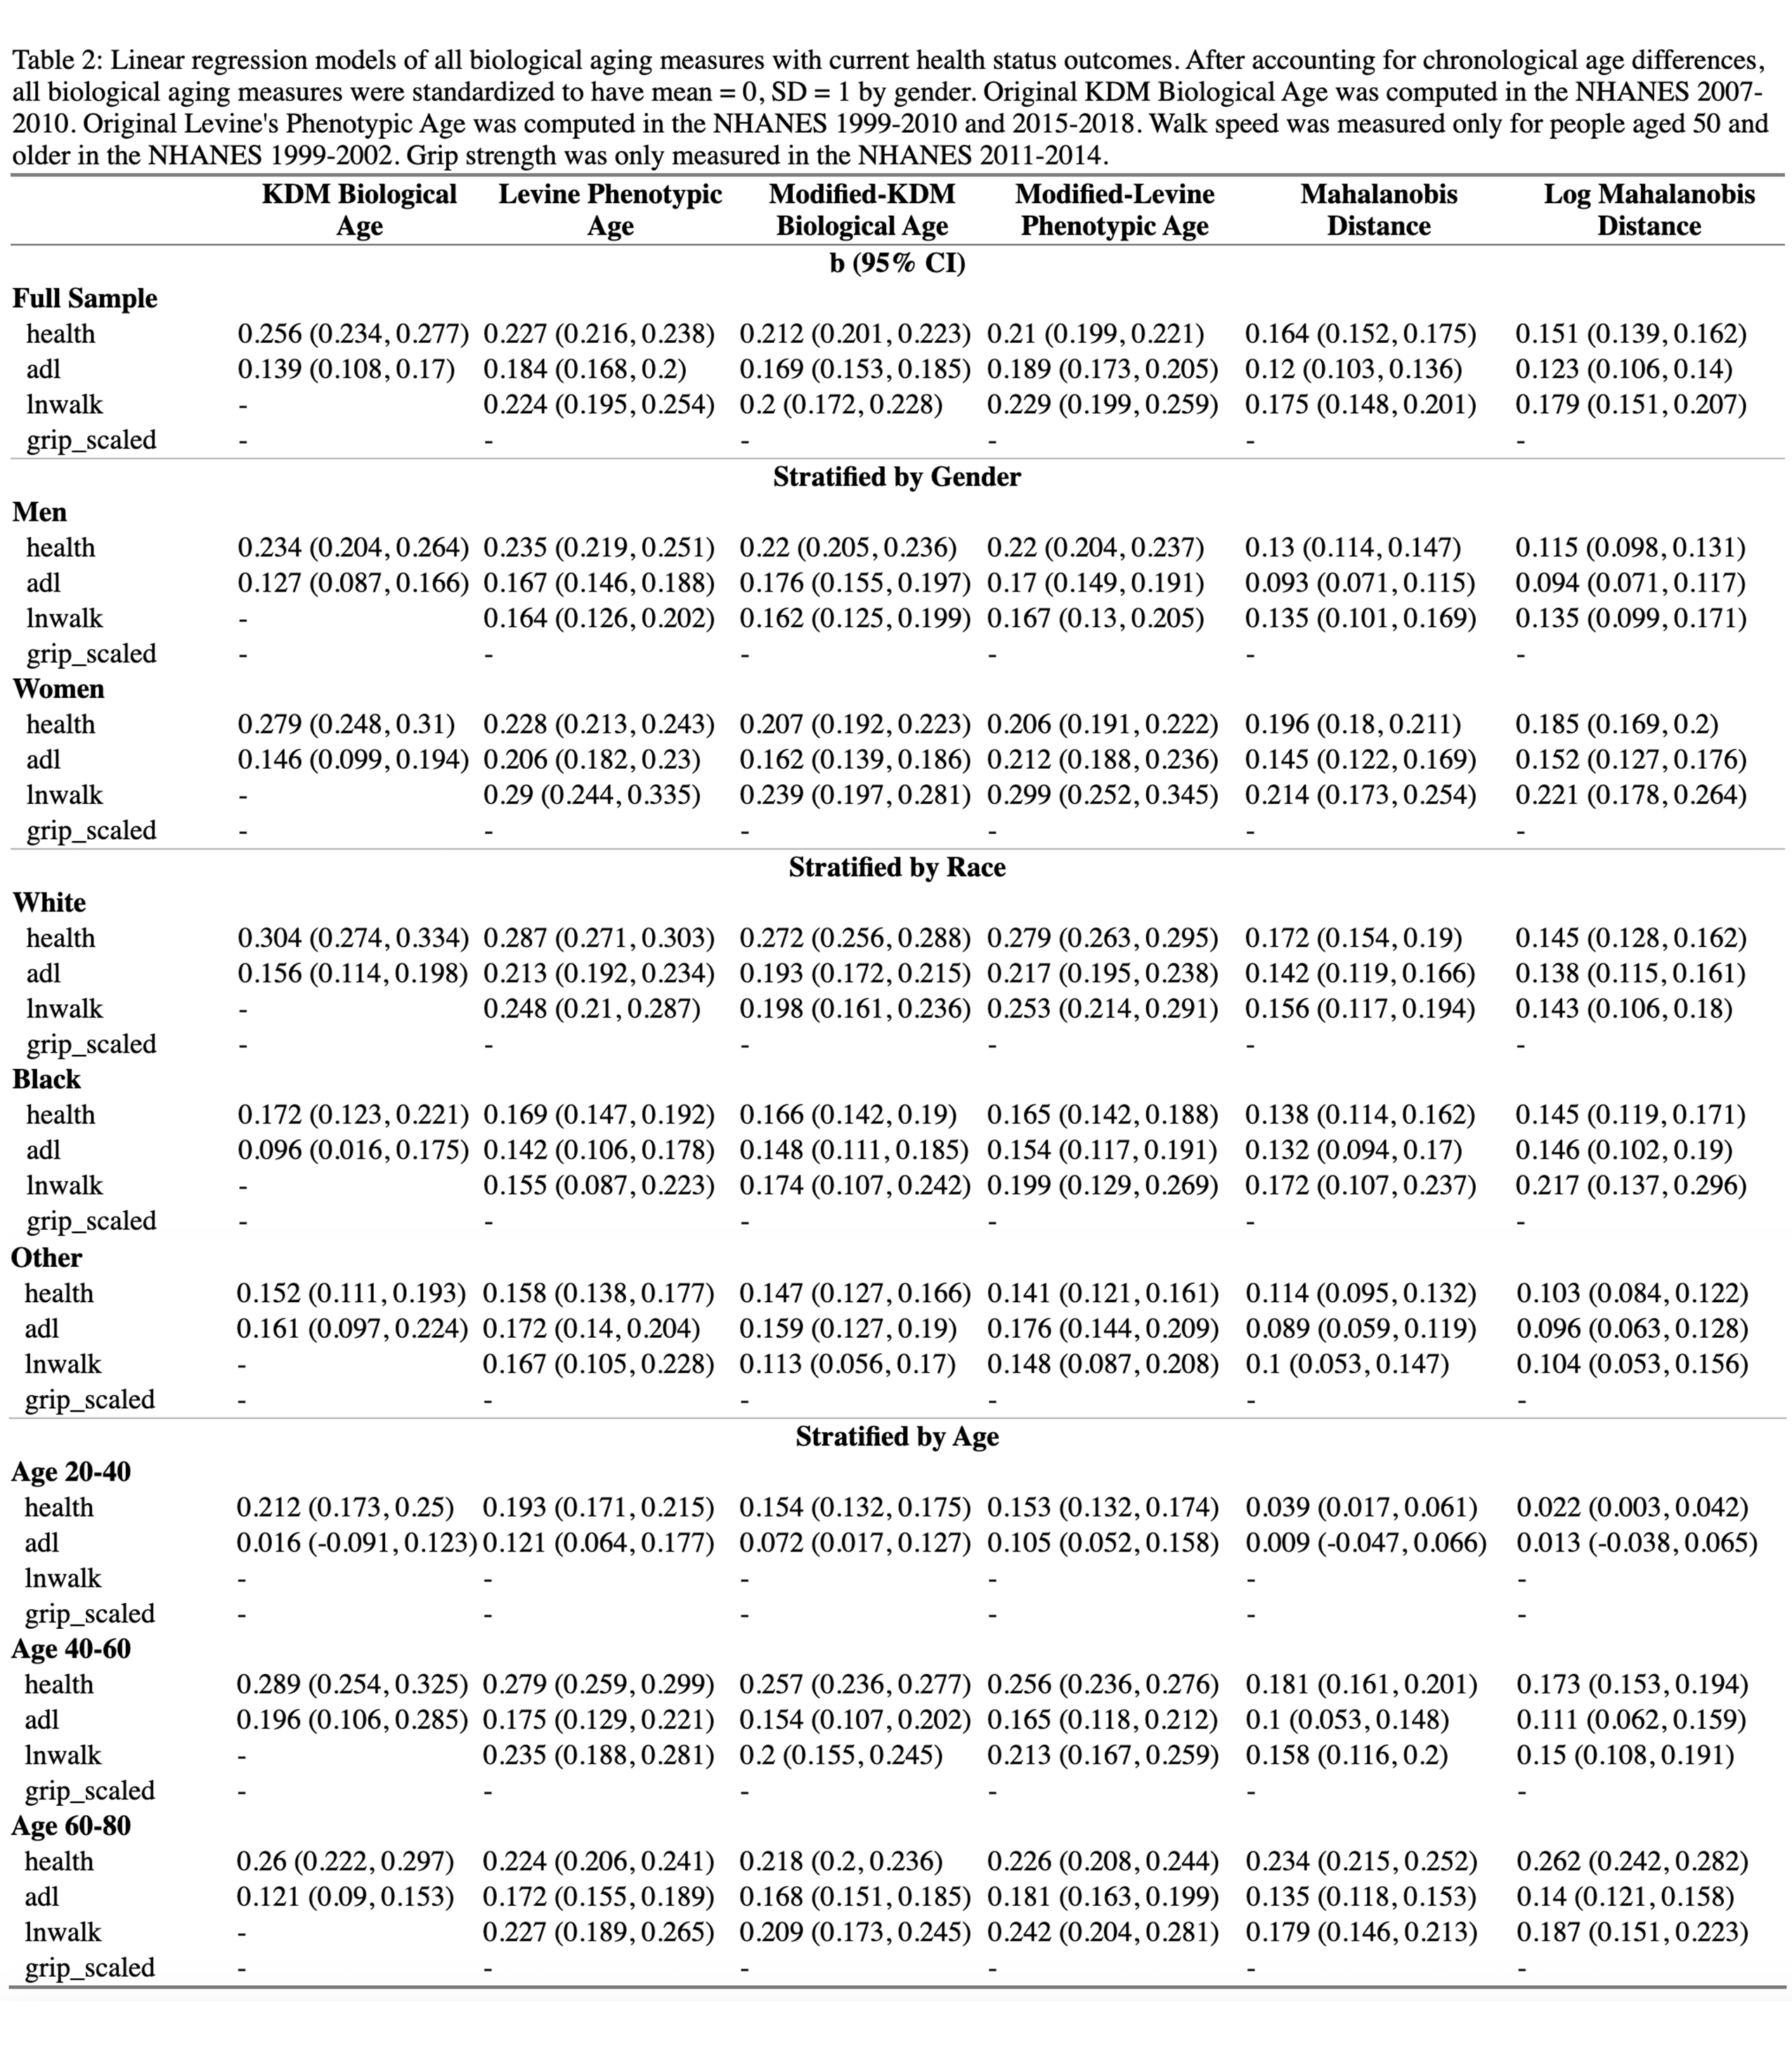 Table 2: Linear regression models of all biological aging measures with current health status outcomes. After accounting for chronological age differences,
all biological aging measures were standardized to have mean = 0, SD = 1 by gender. Original KDM Biological Age was computed in the NHANES 2007-
2010. Original Levine's Phenotypic Age was computed in the NHANES 1999-2010 and 2015-2018. Walk speed was measured only for people aged 50 and
older in the NHANES 1999-2002. Grip strength was only measured in the NHANES 2011-2014.
KDM Biological Levine Phenotypic Modified-KDM Modified-Levine Mahalanobis Log Mahalanobis
Age Age Biological Age Phenotypic Age Distance Distance
b (95% CI)
Full Sample
health 0.256 (0.234, 0.277) 0.227 (0.216, 0.238) 0.212 (0.201, 0.223) 0.21 (0.199, 0.221) 0.164 (0.152, 0.175) 0.151 (0.139, 0.162)
adl 0.139 (0.108, 0.17) 0.184 (0.168, 0.2) 0.169 (0.153, 0.185) 0.189 (0.173, 0.205) 0.12 (0.103, 0.136) 0.123 (0.106, 0.14)
lnwalk - 0.224 (0.195, 0.254) 0.2 (0.172, 0.228) 0.229 (0.199, 0.259) 0.175 (0.148, 0.201) 0.179 (0.151, 0.207)
grip_scaled - - - - - -
Stratified by Gender
Men
health 0.234 (0.204, 0.264) 0.235 (0.219, 0.251) 0.22 (0.205, 0.236) 0.22 (0.204, 0.237) 0.13 (0.114, 0.147) 0.115 (0.098, 0.131)
adl 0.127 (0.087, 0.166) 0.167 (0.146, 0.188) 0.176 (0.155, 0.197) 0.17 (0.149, 0.191) 0.093 (0.071, 0.115) 0.094 (0.071, 0.117)
lnwalk - 0.164 (0.126, 0.202) 0.162 (0.125, 0.199) 0.167 (0.13, 0.205) 0.135 (0.101, 0.169) 0.135 (0.099, 0.171)
grip_scaled - - - - - -
Women
health 0.279 (0.248, 0.31) 0.228 (0.213, 0.243) 0.207 (0.192, 0.223) 0.206 (0.191, 0.222) 0.196 (0.18, 0.211) 0.185 (0.169, 0.2)
adl 0.146 (0.099, 0.194) 0.206 (0.182, 0.23) 0.162 (0.139, 0.186) 0.212 (0.188, 0.236) 0.145 (0.122, 0.169) 0.152 (0.127, 0.176)
lnwalk - 0.29 (0.244, 0.335) 0.239 (0.197, 0.281) 0.299 (0.252, 0.345) 0.214 (0.173, 0.254) 0.221 (0.178, 0.264)
grip_scaled - - - - - -
Stratified by Race
White
health 0.304 (0.274, 0.334) 0.287 (0.271, 0.303) 0.272 (0.256, 0.288) 0.279 (0.263, 0.295) 0.172 (0.154, 0.19) 0.145 (0.128, 0.162)
adl 0.156 (0.114, 0.198) 0.213 (0.192, 0.234) 0.193 (0.172, 0.215) 0.217 (0.195, 0.238) 0.142 (0.119, 0.166) 0.138 (0.115, 0.161)
lnwalk - 0.248 (0.21, 0.287) 0.198 (0.161, 0.236) 0.253 (0.214, 0.291) 0.156 (0.117, 0.194) 0.143 (0.106, 0.18)
grip_scaled - - - - - -
Black
health 0.172 (0.123, 0.221) 0.169 (0.147, 0.192) 0.166 (0.142, 0.19) 0.165 (0.142, 0.188) 0.138 (0.114, 0.162) 0.145 (0.119, 0.171)
adl 0.096 (0.016, 0.175) 0.142 (0.106, 0.178) 0.148 (0.111, 0.185) 0.154 (0.117, 0.191) 0.132 (0.094, 0.17) 0.146 (0.102, 0.19)
lnwalk - 0.155 (0.087, 0.223) 0.174 (0.107, 0.242) 0.199 (0.129, 0.269) 0.172 (0.107, 0.237) 0.217 (0.137, 0.296)
grip_scaled - - - - - -
Other
health 0.152 (0.111, 0.193) 0.158 (0.138, 0.177) 0.147 (0.127, 0.166) 0.141 (0.121, 0.161) 0.114 (0.095, 0.132) 0.103 (0.084, 0.122)
adl 0.161 (0.097, 0.224) 0.172 (0.14, 0.204) 0.159 (0.127, 0.19) 0.176 (0.144, 0.209) 0.089 (0.059, 0.119) 0.096 (0.063, 0.128)
lnwalk - 0.167 (0.105, 0.228) 0.113 (0.056, 0.17) 0.148 (0.087, 0.208) 0.1 (0.053, 0.147) 0.104 (0.053, 0.156)
grip_scaled - - - - - -
Stratified by Age
Age 20-40
health 0.212 (0.173, 0.25) 0.193 (0.171, 0.215) 0.154 (0.132, 0.175) 0.153 (0.132, 0.174) 0.039 (0.017, 0.061) 0.022 (0.003, 0.042)
adl 0.016 (-0.091, 0.123) 0.121 (0.064, 0.177) 0.072 (0.017, 0.127) 0.105 (0.052, 0.158) 0.009 (-0.047, 0.066) 0.013 (-0.038, 0.065)
lnwalk - - - - - -
grip_scaled - - - - - -
Age 40-60
health 0.289 (0.254, 0.325) 0.279 (0.259, 0.299) 0.257 (0.236, 0.277) 0.256 (0.236, 0.276) 0.181 (0.161, 0.201) 0.173 (0.153, 0.194)
adl 0.196 (0.106, 0.285) 0.175 (0.129, 0.221) 0.154 (0.107, 0.202) 0.165 (0.118, 0.212) 0.1 (0.053, 0.148) 0.111 (0.062, 0.159)
lnwalk - 0.235 (0.188, 0.281) 0.2 (0.155, 0.245) 0.213 (0.167, 0.259) 0.158 (0.116, 0.2) 0.15 (0.108, 0.191)
grip_scaled - - - - - -
Age 60-80
health 0.26 (0.222, 0.297) 0.224 (0.206, 0.241) 0.218 (0.2, 0.236) 0.226 (0.208, 0.244) 0.234 (0.215, 0.252) 0.262 (0.242, 0.282)
adl 0.121 (0.09, 0.153) 0.172 (0.155, 0.189) 0.168 (0.151, 0.185) 0.181 (0.163, 0.199) 0.135 (0.118, 0.153) 0.14 (0.121, 0.158)
lnwalk - 0.227 (0.189, 0.265) 0.209 (0.173, 0.245) 0.242 (0.204, 0.281) 0.179 (0.146, 0.213) 0.187 (0.151, 0.223)
grip_scaled - - - - - -